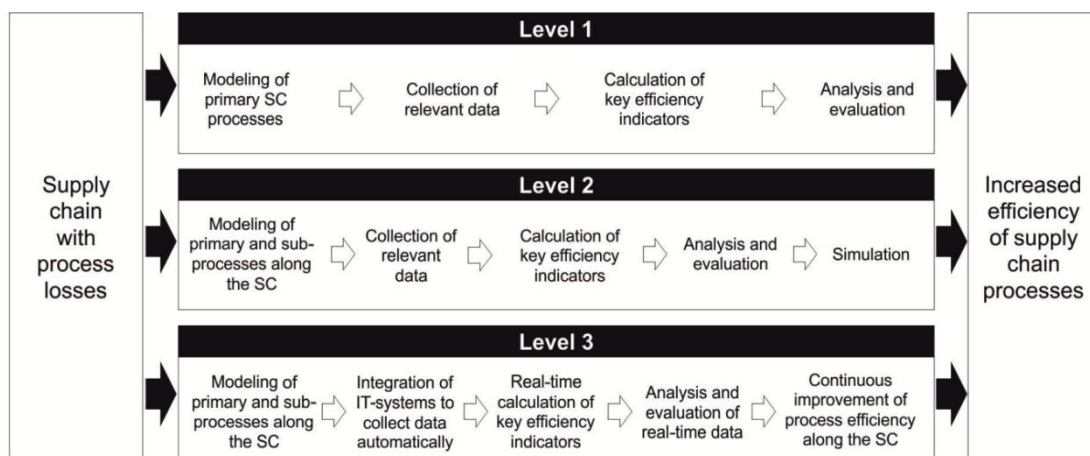 Supply
chain
with
process
losses
Level 1
Modeling of
primary SC
processes
Collection of
relevant data
Calculation of
key efficiency
indicators
Analysis and
evaluation
Level 2
Modeling of
primary and sub-
processes along
the SC
Collection of
relevant
data
Calculation of
key efficiency
indicators
Analysis and
evaluation
Simulation
Level 3
Modeling of
primary and sub-
processes along
the SC
Integration of
IT-systems to
collect data
automatically
Real-time
calculation of
key efficiency
indicators
Analysis and
evaluation of
real-time data
Continuous
improvement of
process efficiency
along the SC
Increased
efficiency
of supply
chain
processes